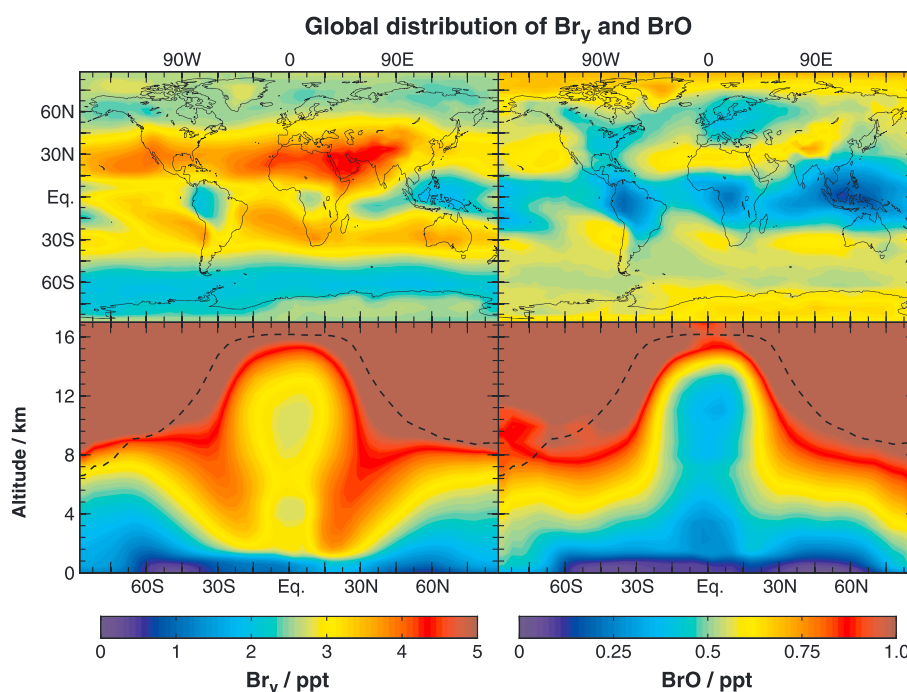 Global distribution of Bry and BrO
90W 0 90E 90W 0 90E
60N
30N
Eq.
30S
60S
16
12
8
4
0
Altitude / km
60S 30S Eq. 30N 60N 60S 30S Eq. 30N 60N
0 1 2 3 4 5 0 0.25 0.50 0.75 1.0
Bry / ppt BrO / ppt